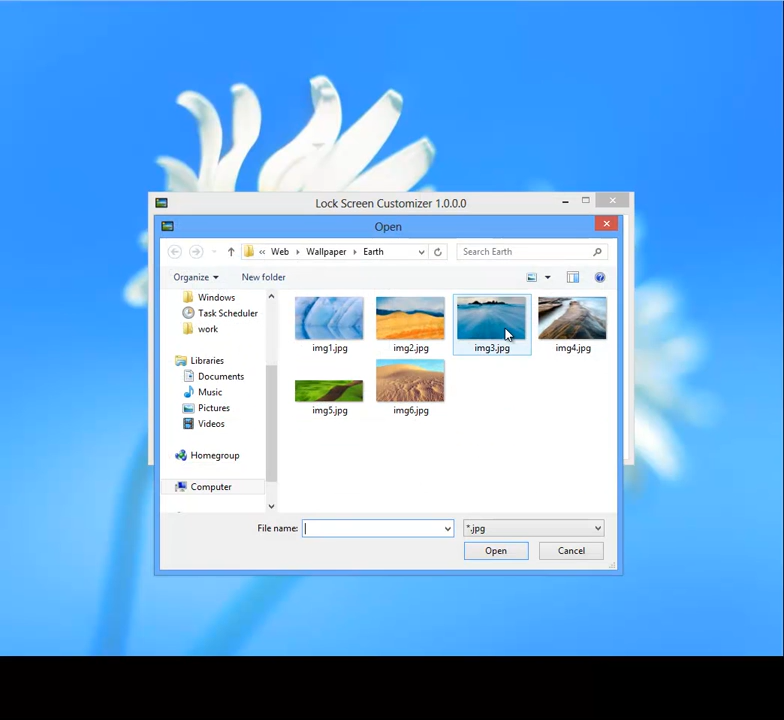 Lock Screen Customizer 1.0.0.0
Open
« Web Wallpaper Earth
Search Earth
Organize New folder
Windows
Task Scheduler
work
Libraries
Documents
Music
Pictures
Videos
Homegroup
Computer
img1.jpg img2.jpg img3.jpg img4.jpg
img5.jpg img6.jpg
File name: *.jpg
Open Cancel